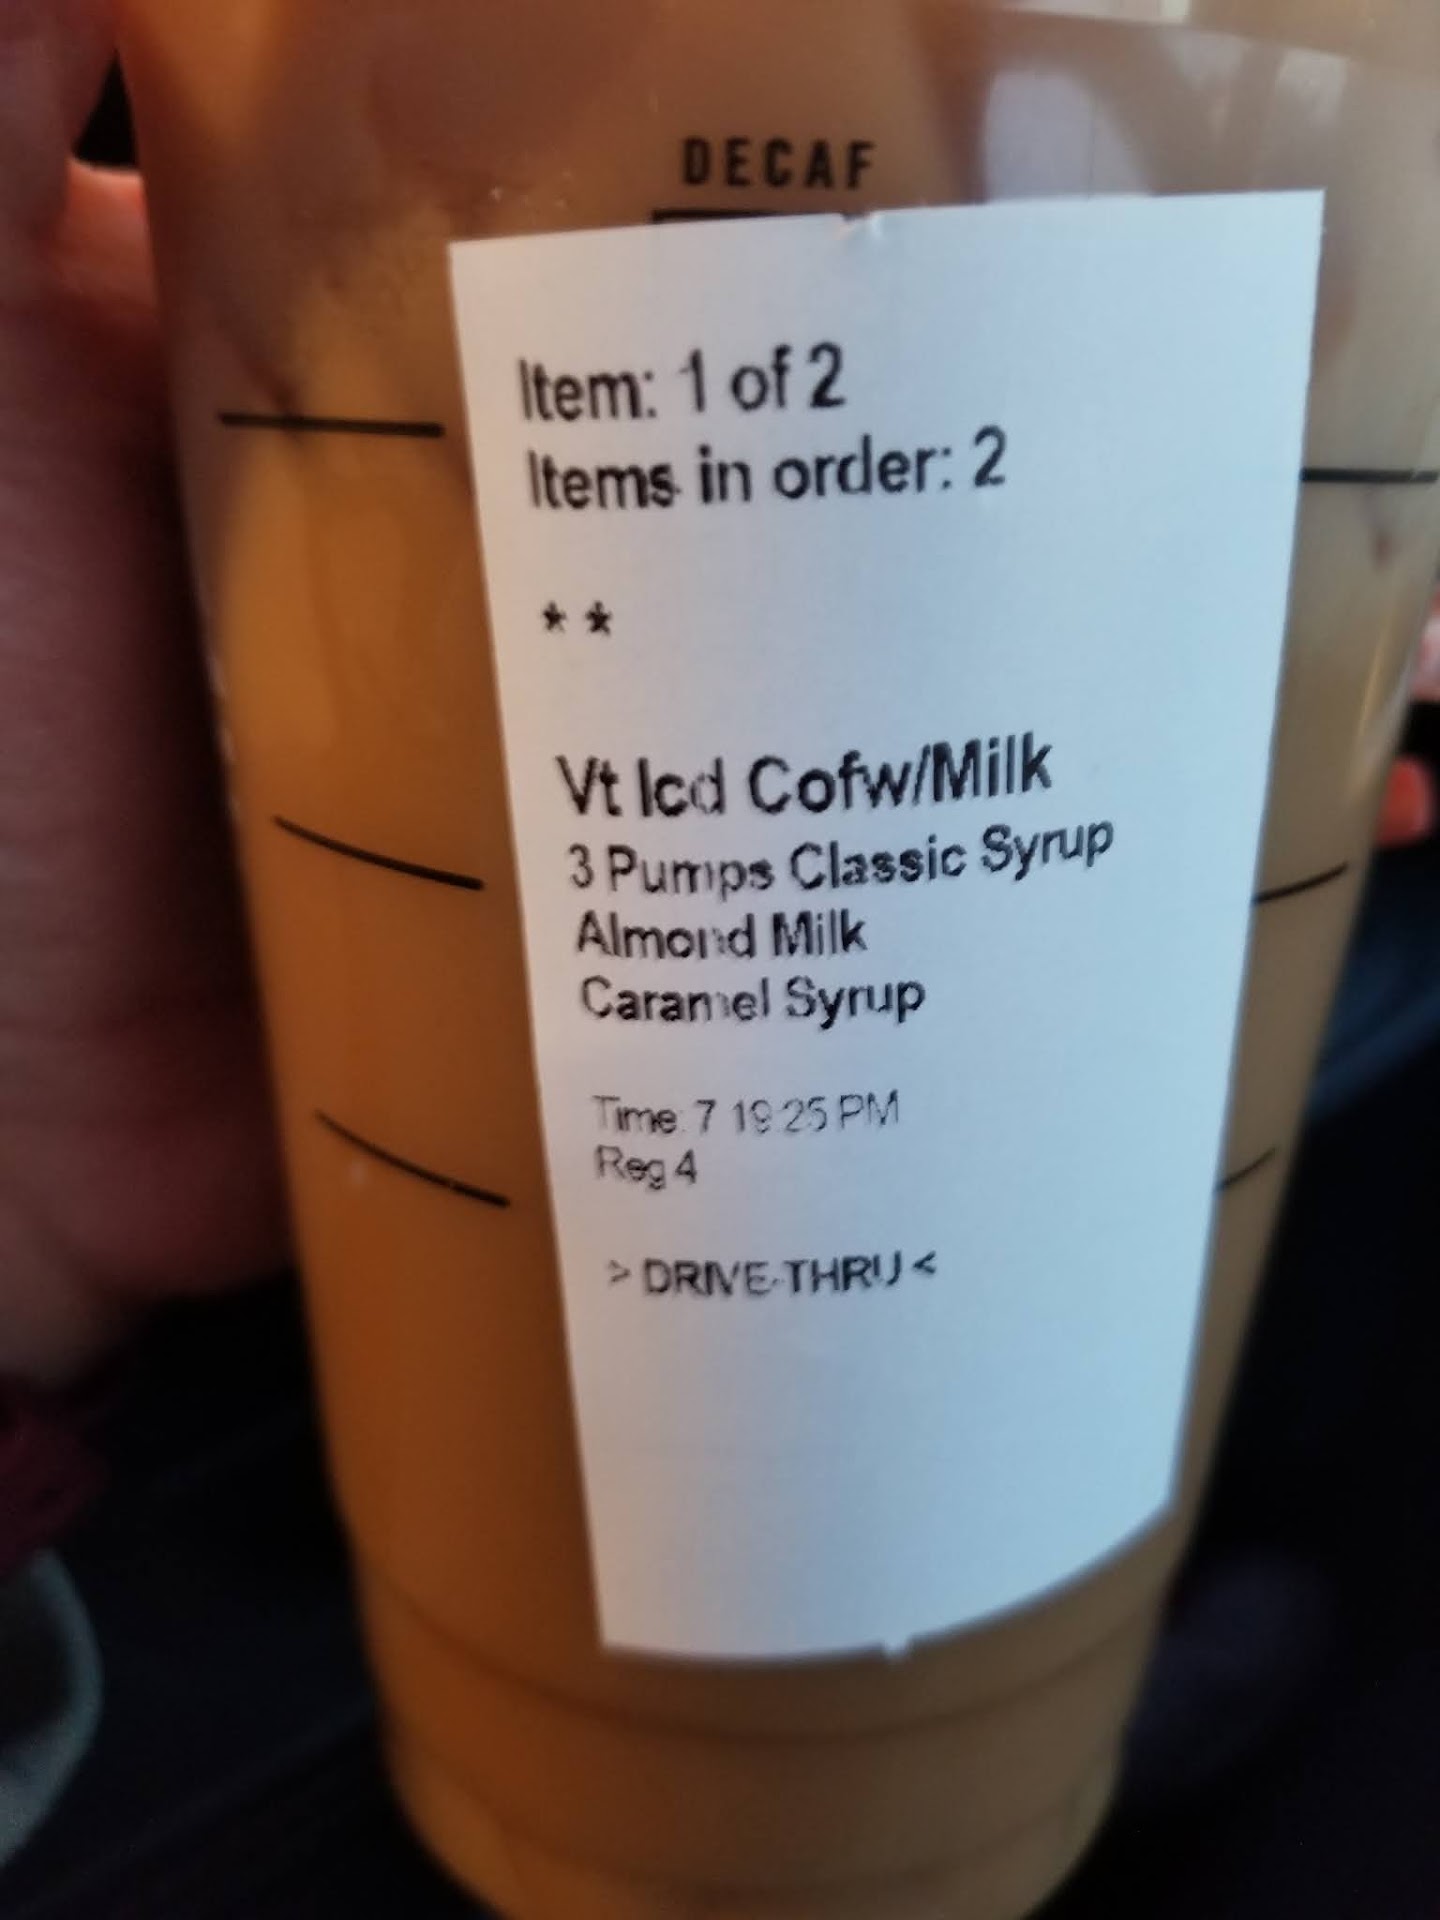 DECAF
Item: 1 of 2
Items in order: 2
* *
Vt Icd Cofw/Milk
3 Pumps Classic Syrup
Almond Milk
Caramel Syrup
Time: 7:19:25 PM
Reg 4
> DRIVE-THRU <